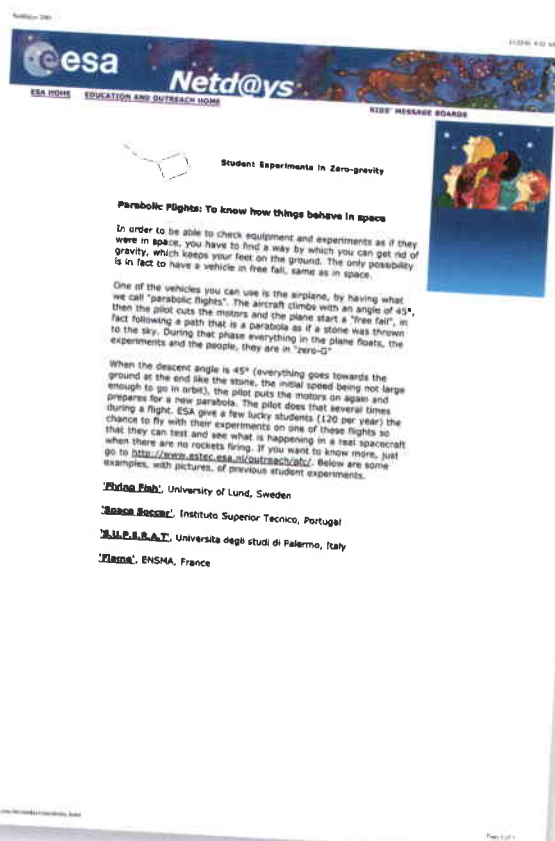 esa
Netd@ys
ESA HOME EDUCATION AND OUTREACH HOME
KIDS' MESSAGE BOARDS
Student Experiments in Zero-gravity
Parabolic Flights: To know how things behave in space
In order to be able to check equipment and experiments as if they
were in space, you have to find a way by which you can get rid of
gravity, which keeps your feet on the ground. The only possibility
is in fact to have a vehicle in free fall, same as in space.
One of the vehicles you can use is the airplane, by having what
we call "parabolic flights". The aircraft climbs with an angle of 45°,
then the pilot cuts the motors and the plane start a "free fall", in
fact following a path that is a parabola as if a stone was thrown
to the sky. During that phase everything in the plane floats, the
experiments and the people, they are in "zero-G"
When the descent angle is 45° (everything goes towards the
ground at the end like the stone, the initial speed being not large
enough to go in orbit), the pilot puts the motors on again and
prepares for a new parabola. The pilot does that several times
during a flight. ESA give a few lucky students (120 per year) the
chance to fly with their experiments on one of these flights so
that they can test and see what is happening in a real spacecraft
when there are no rockets firing. If you want to know more, just
go to http://www.estec.esa.nl/outreach/pfc/. Below are some
examples, with pictures, of previous student experiments.
'Flying Fish', University of Lund, Sweden
'Space Soccer', Instituto Superior Tecnico, Portugal
'S.U.P.E.R.A.T', Universita degli studi di Palermo, Italy
'Flame', ENSMA, France